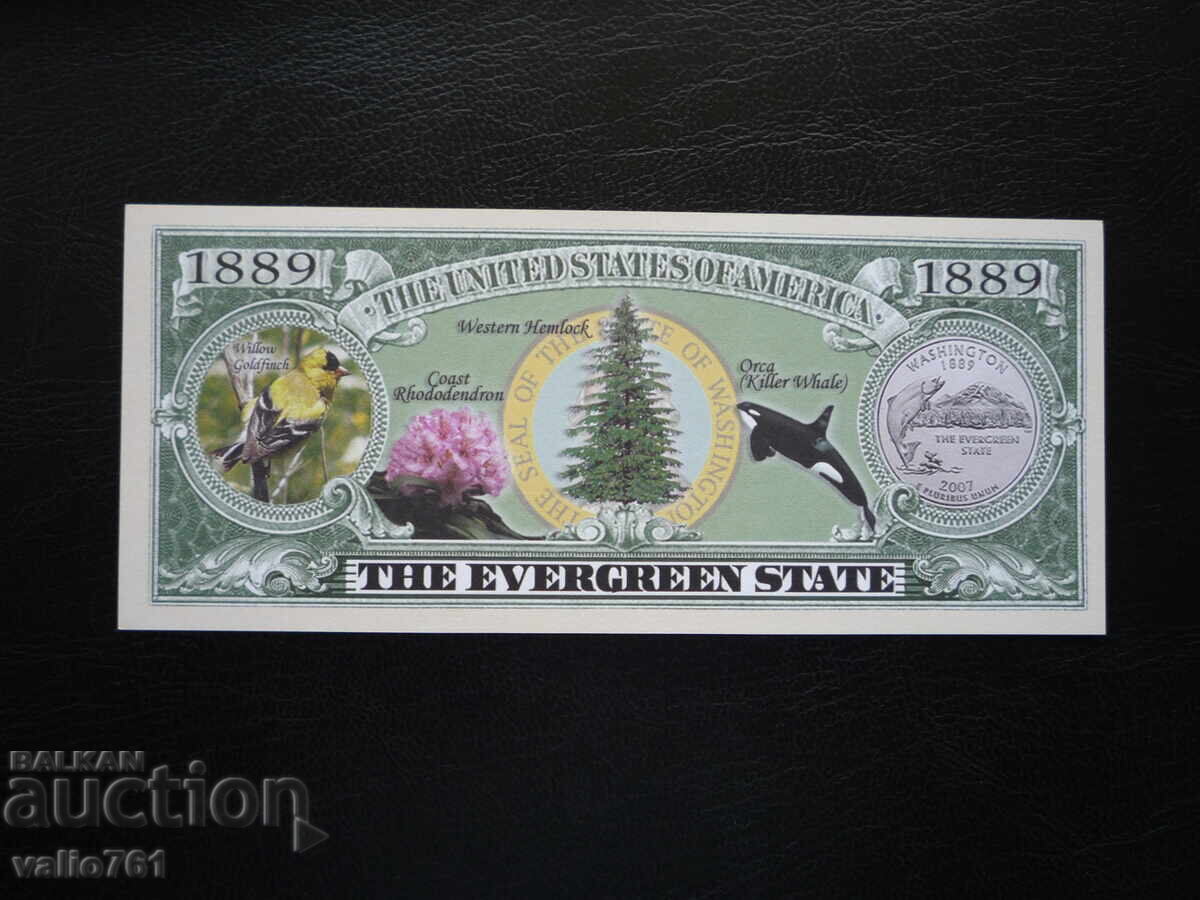 1889
THE UNITED STATES OF AMERICA
1889
Willow
Goldfinch
Coast
Rhododendron
Western Hemlock
THE SEAL OF THE STATE OF WASHINGTON
Orca
(Killer Whale)
WASHINGTON
1889
THE EVERGREEN
STATE
2007
E PLURIBUS UNUM
THE EVERGREEN STATE
BALKAN
auction
valio761